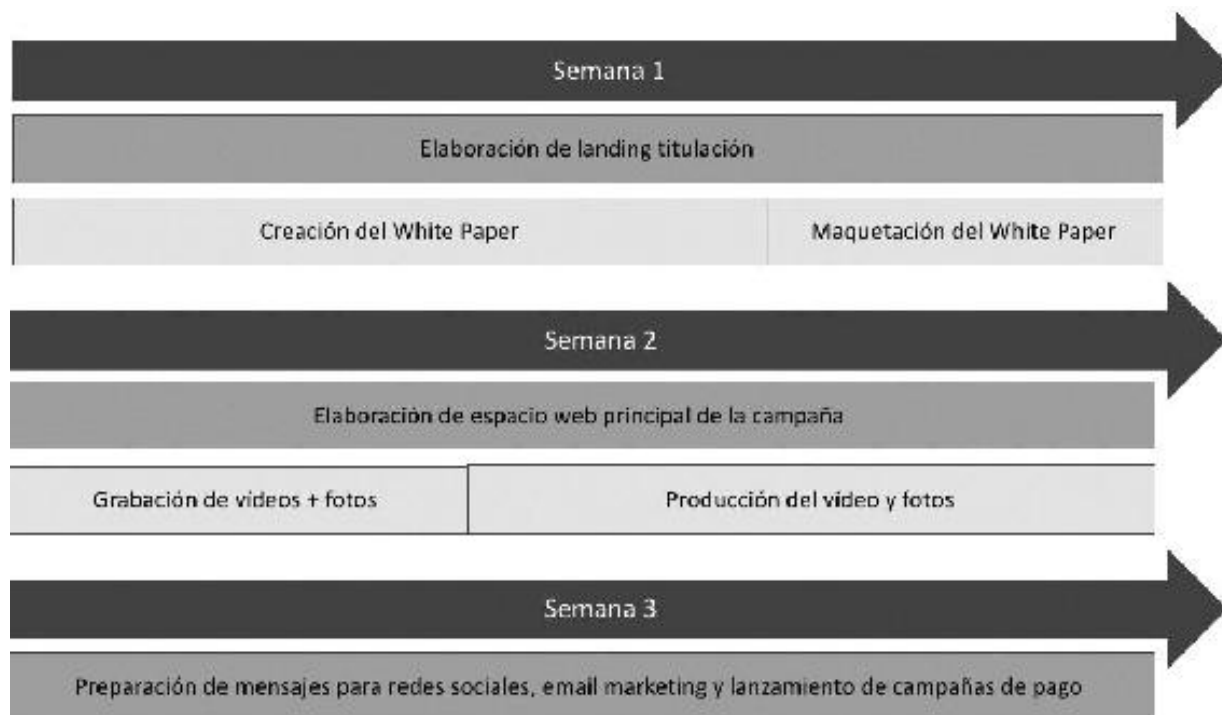 Semana 1
Elaboración de landing titulación
Creación del White Paper
Maquetación del White Paper
Semana 2
Elaboración de espacio web principal de la campaña
Grabación de vídeos + fotos
Producción del vídeo y fotos
Semana 3
Preparación de mensajes para redes sociales, email marketing y lanzamiento de campañas de pago